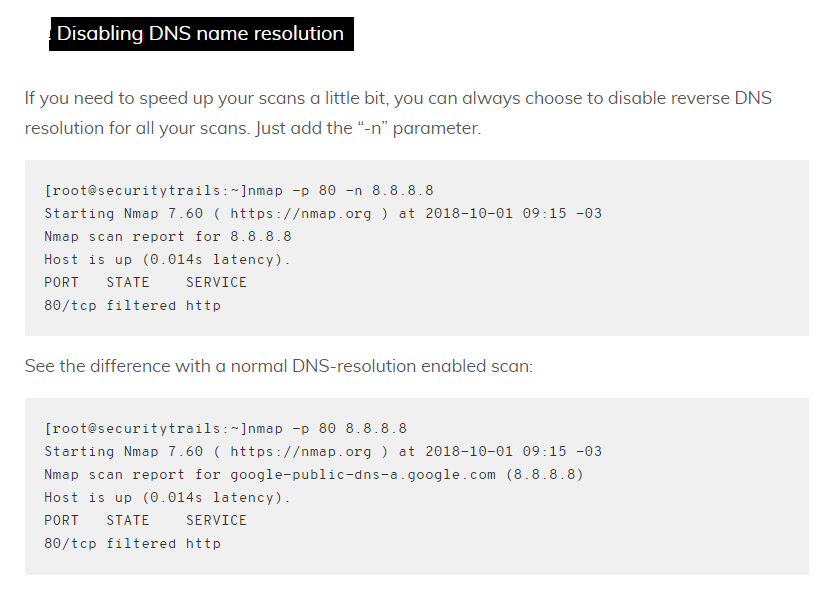 Disabling DNS name resolution
If you need to speed up your scans a little bit, you can always choose to disable reverse DNS
resolution for all your scans. Just add the “-n” parameter.
[root@securitytrails:~]nmap -p 80 -n 8.8.8.8
Starting Nmap 7.60 ( https://nmap.org ) at 2018-10-01 09:15 -03
Nmap scan report for 8.8.8.8
Host is up (0.014s latency).
PORT   STATE    SERVICE
80/tcp filtered http
See the difference with a normal DNS-resolution enabled scan:
[root@securitytrails:~]nmap -p 80 8.8.8.8
Starting Nmap 7.60 ( https://nmap.org ) at 2018-10-01 09:15 -03
Nmap scan report for google-public-dns-a.google.com (8.8.8.8)
Host is up (0.014s latency).
PORT   STATE    SERVICE
80/tcp filtered http